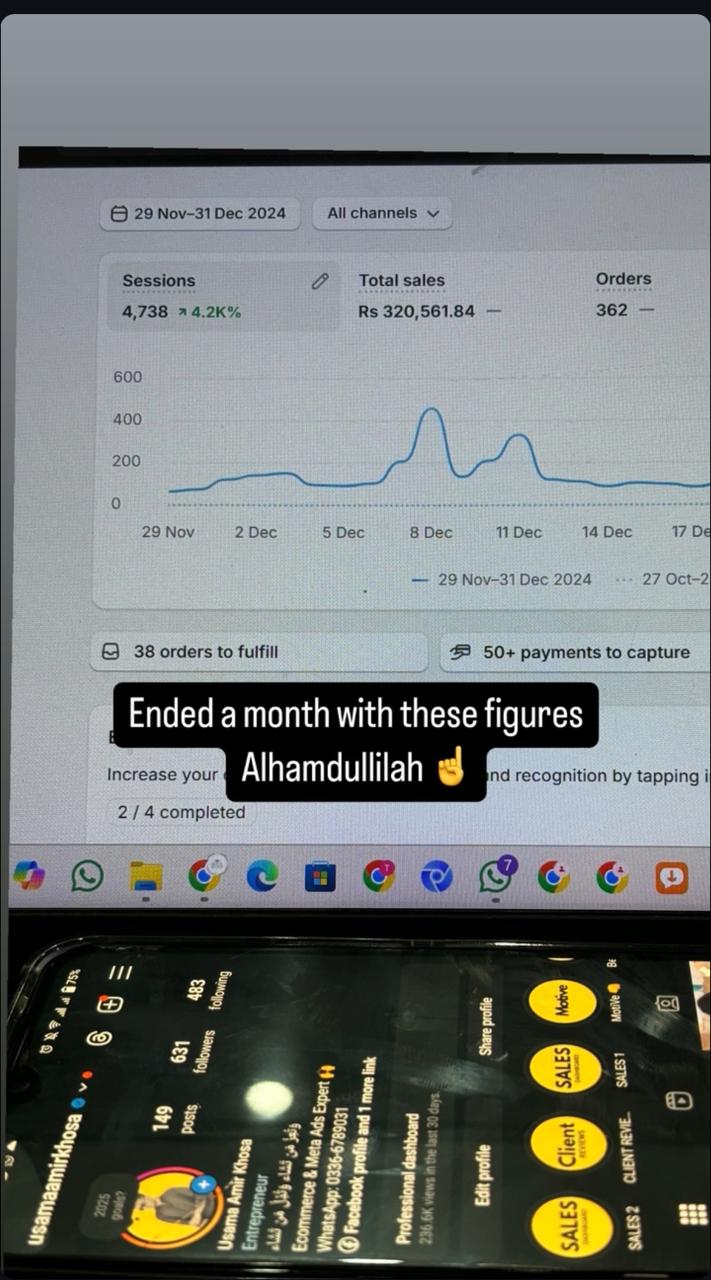 29 Nov–31 Dec 2024
All channels
Sessions
4,738 ↗ 4.2K%
Total sales
Rs 320,561.84 —
Orders
362 —
600
400
200
0
29 Nov 2 Dec 5 Dec 8 Dec 11 Dec 14 Dec 17 De
29 Nov–31 Dec 2024 27 Oct–2
38 orders to fulfill
50+ payments to capture
Ended a month with these figures
Alhamdullilah ☝️
Increase your
nd recognition by tapping i
2 / 4 completed
7
75%
usamaamirkhosa
2025
goals?
149
posts
631
followers
483
following
Usama Amir Khosa
Entrepreneur
وَتُعِزُّ مَن تَشَاءُ وَتُذِلُّ مَن تَشَاءُ
Ecommerce & Meta Ads Expert
WhatsApp: 0336-6789031
Facebook profile and 1 more link
Professional dashboard
236.6K views in the last 30 days.
Edit profile
Share profile
SALES
DASHBOARD
Client
REVIEWS
SALES
DASHBOARD
Motive
SALES 2
CLIENT REVIE...
SALES 1
MotiVe
Be